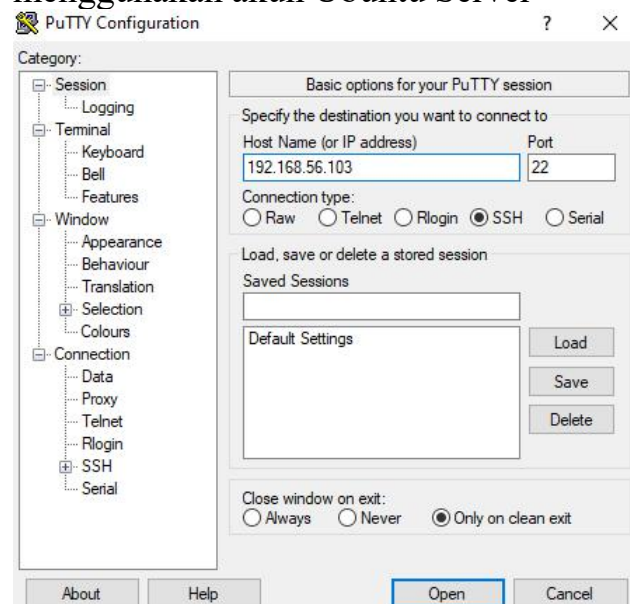 menggunakan akun Ubuntu Server
PuTTY Configuration ? ×
Category:
Session
Logging
Terminal
Keyboard
Bell
Features
Window
Appearance
Behaviour
Translation
Selection
Colours
Connection
Data
Proxy
Telnet
Rlogin
SSH
Serial
Basic options for your PuTTY session
Specify the destination you want to connect to
Host Name (or IP address) Port
192.168.56.103 22
Connection type:
Raw Telnet Rlogin SSH Serial
Load, save or delete a stored session
Saved Sessions
Default Settings
Load
Save
Delete
Close window on exit:
Always Never Only on clean exit
About Help Open Cancel